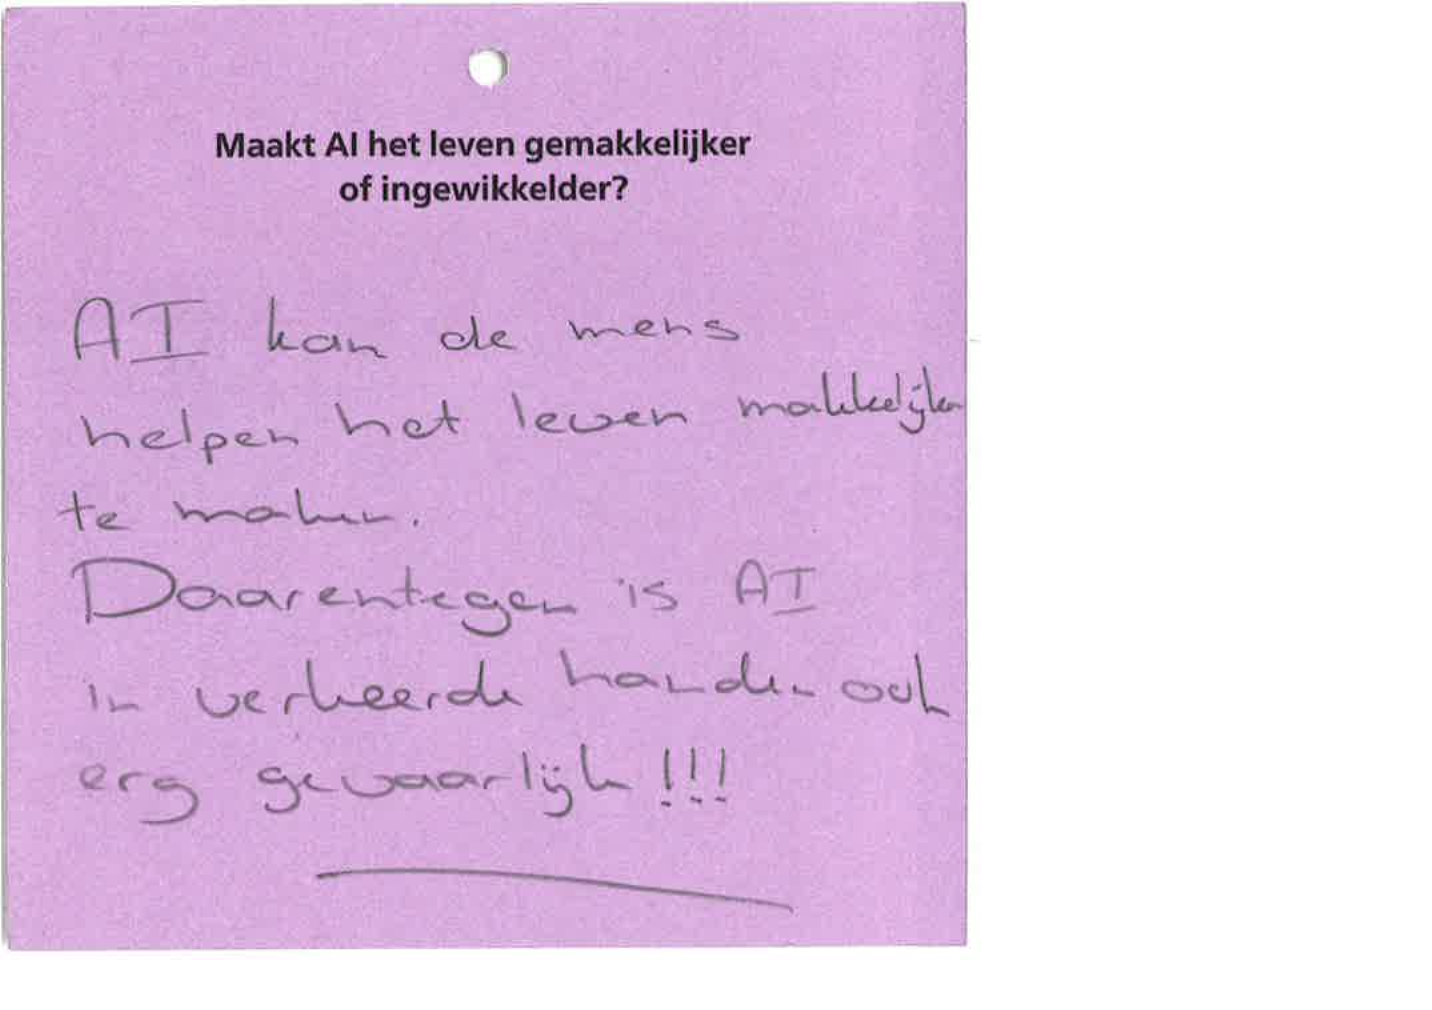 Maakt AI het leven gemakkelijker
of ingewikkelder?
AI kan de mens
helpen het leven makkelijker
te maken.
Daarentegen is AI
in verkeerde handen ook
erg gevaarlijk!!!